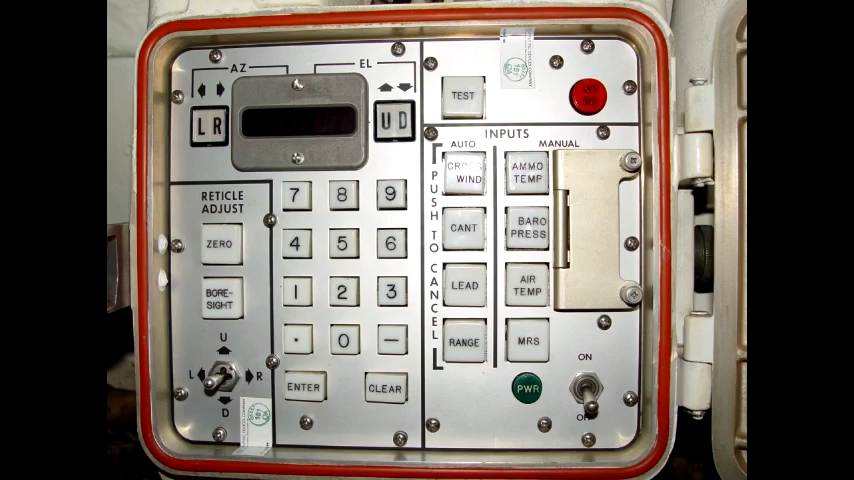 AZ EL
L R
U D
TEST
INPUTS
AUTO MANUAL
PUSH TO CANCEL
CROSS WIND
AMMO TEMP
CANT
BARO PRESS
LEAD
AIR TEMP
RANGE
MRS
RETICLE
ADJUST
ZERO
BORE-
SIGHT
U
L R
D
7 8 9
4 5 6
1 2 3
. 0 —
ENTER CLEAR
PWR
ON
OFF